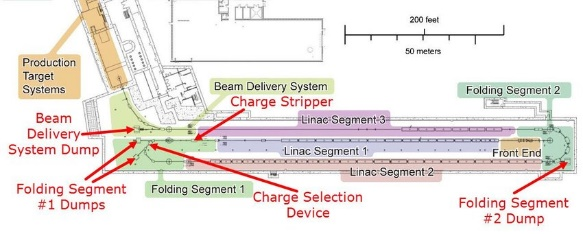 200 feet
50 meters
Production
Target
Systems
Beam Delivery System
Folding Segment 2
Charge Stripper
Beam
Delivery
System Dump
Linac Segment 3
Linac Segment 1
Front End
Linac Segment 2
Folding Segment
#1 Dumps
Folding Segment 1
Charge Selection
Device
Folding Segment
#2 Dump